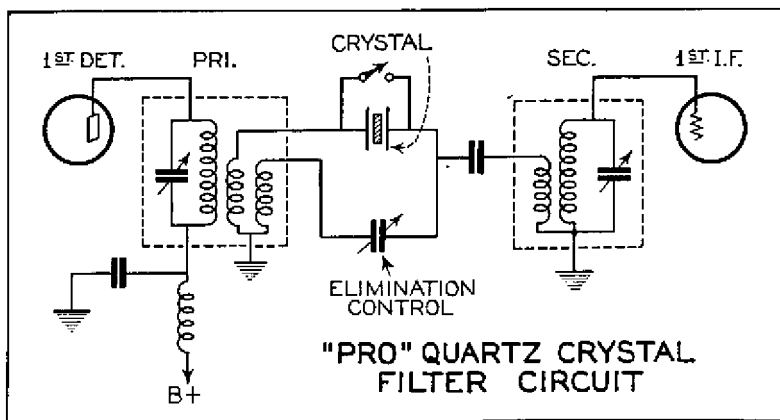 1ST. DET.
PRI.
CRYSTAL
SEC.
1ST. I.F.
ELIMINATION
CONTROL
B+
"PRO" QUARTZ CRYSTAL
FILTER CIRCUIT